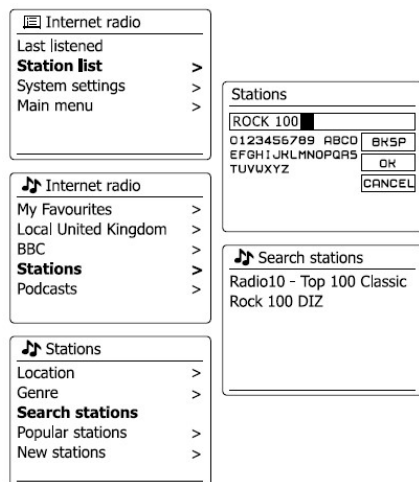 Internet radio
Last listened
Station list >
System settings >
Main menu >
Internet radio
My Favourites >
Local United Kingdom >
BBC >
Stations >
Podcasts >
Stations
Location >
Genre >
Search stations
Popular stations >
New stations >
Stations
ROCK 100
0123456789 ABCD BKSP
EFGHIJKLMNOPQRS OK
TUVWXYZ CANCEL
Search stations
Radio10 - Top 100 Classic
Rock 100 DIZ